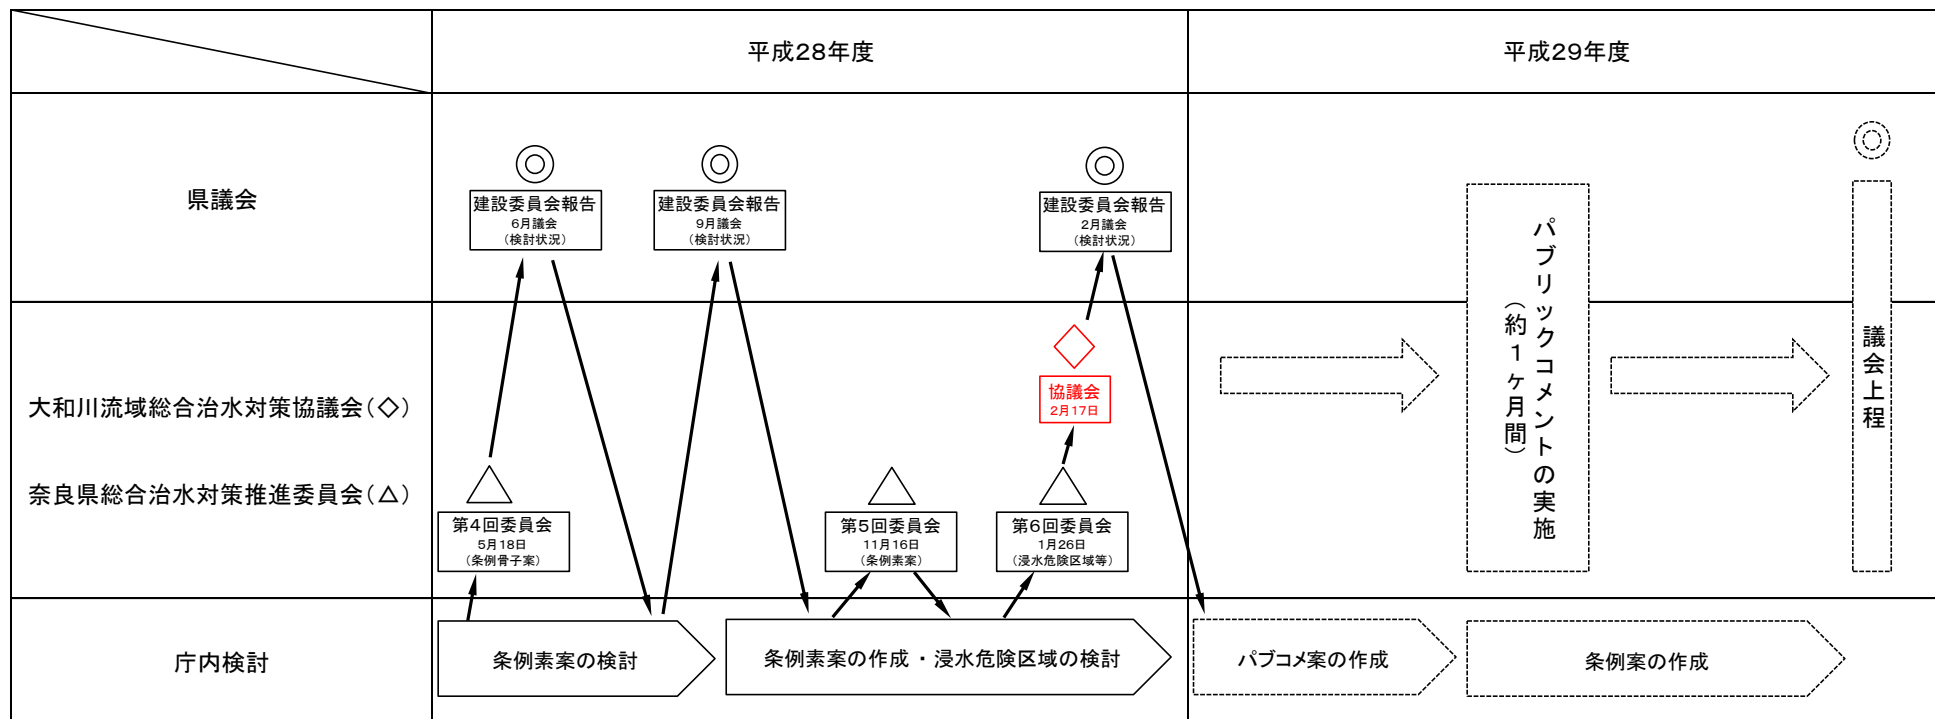 平成28年度
平成29年度
県議会
建設委員会報告
6月議会
(検討状況)
建設委員会報告
9月議会
(検討状況)
建設委員会報告
2月議会
(検討状況)
パブリックコメントの実施
(約1ヶ月間)
議会上程
大和川流域総合治水対策協議会(◇)
奈良県総合治水対策推進委員会(△)
協議会
2月17日
第4回委員会
5月18日
(条例骨子案)
第5回委員会
11月16日
(条例素案)
第6回委員会
1月26日
(浸水危険区域等)
庁内検討
条例素案の検討
条例素案の作成・浸水危険区域の検討
パブコメ案の作成
条例案の作成